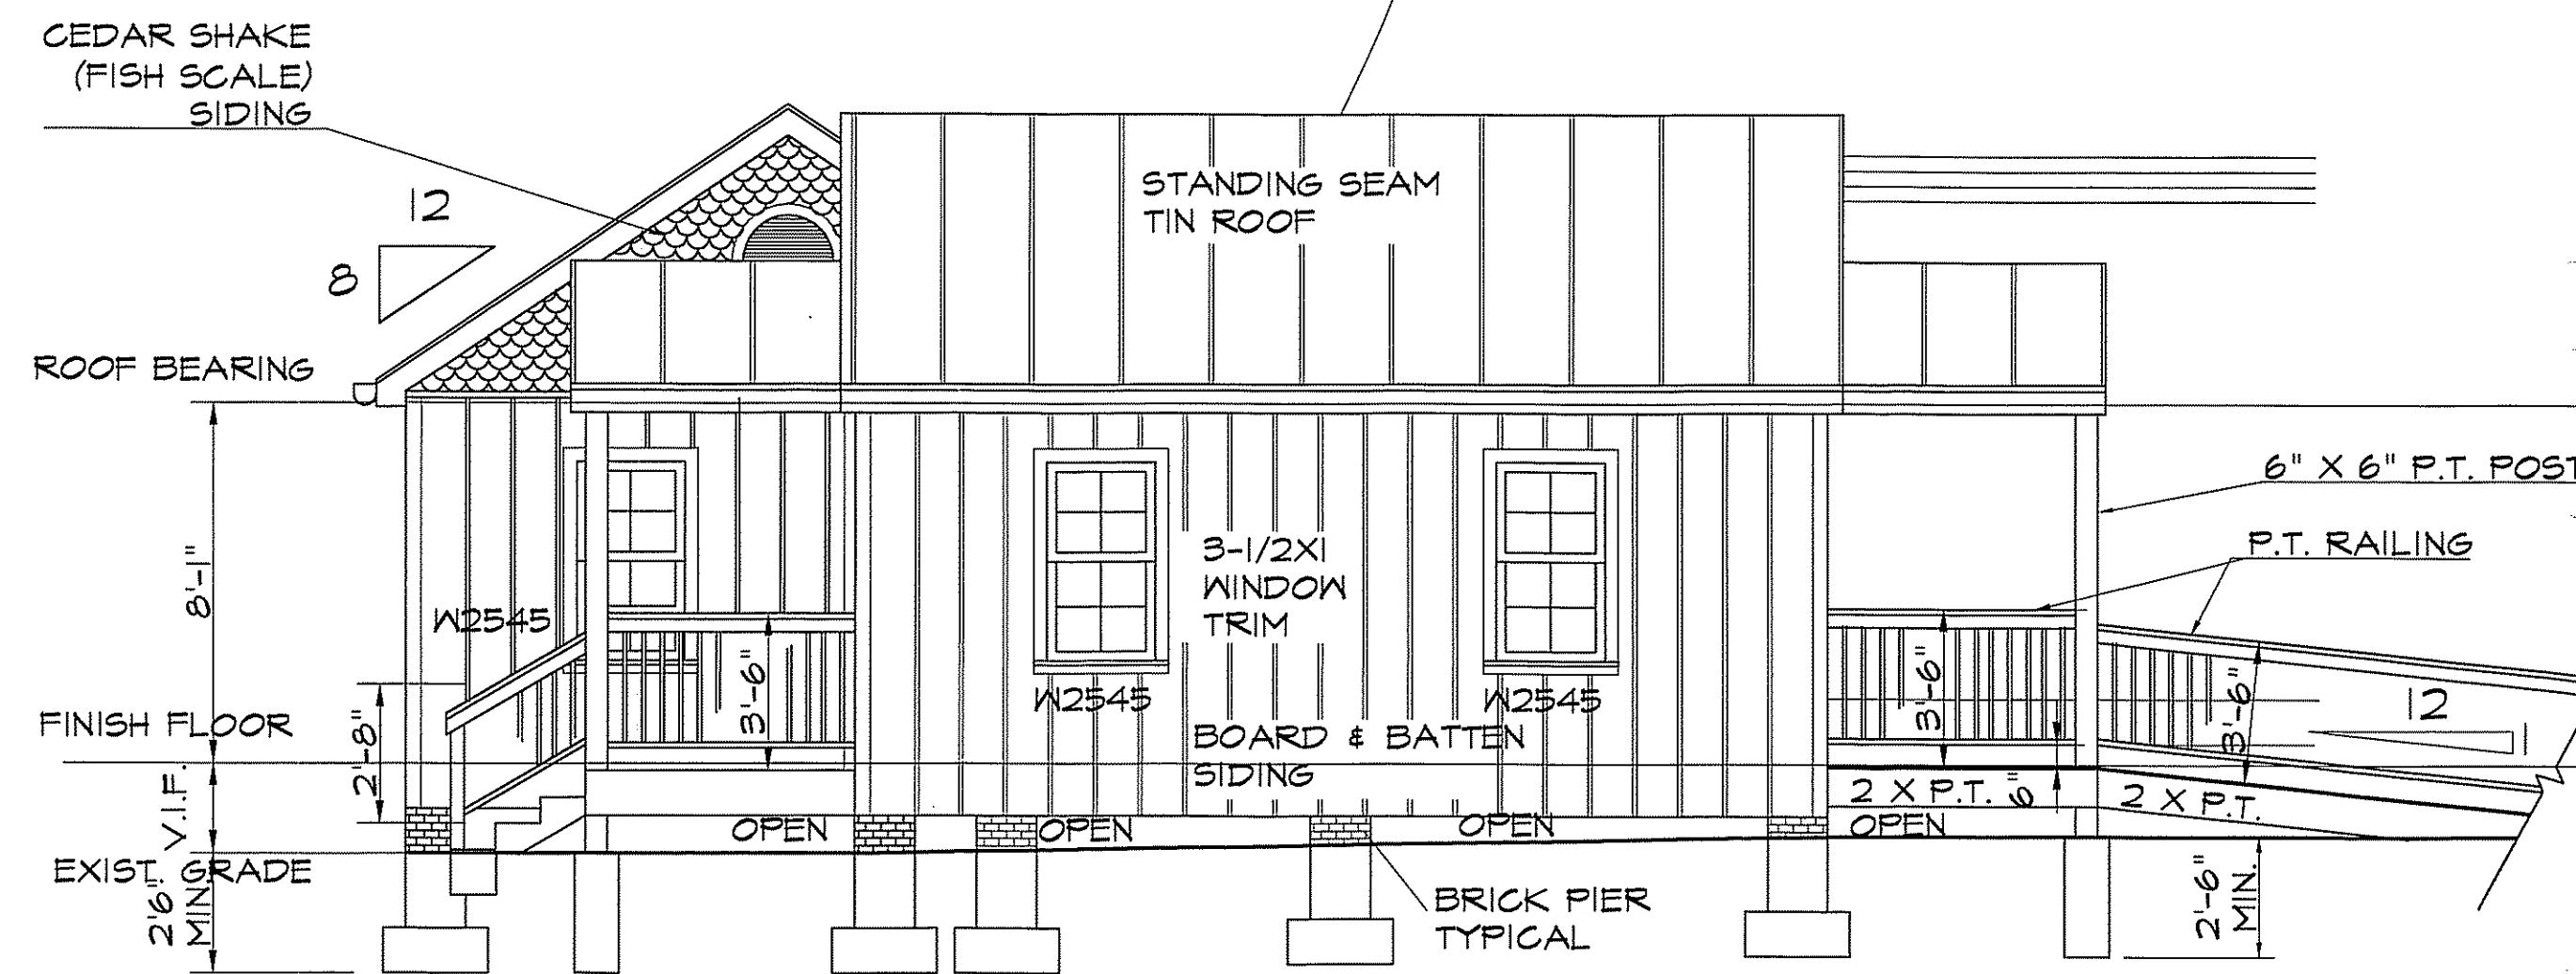 CEDAR SHAKE
(FISH SCALE)
SIDING
12
8
STANDING SEAM
TIN ROOF
ROOF BEARING
6" X 6" P.T. POST
P.T. RAILING
3-1/2X1
WINDOW
TRIM
8'-1"
W2545
W2545
W2545
FINISH FLOOR
2'-8"
3'-6"
3'-6"
3'-6"
12
1
BOARD & BATTEN
SIDING
2 X P.T.
6"
2 X P.T.
V.I.F.
OPEN
OPEN
OPEN
OPEN
EXIST. GRADE
2'6"
MIN.
BRICK PIER
TYPICAL
2'-6"
MIN.